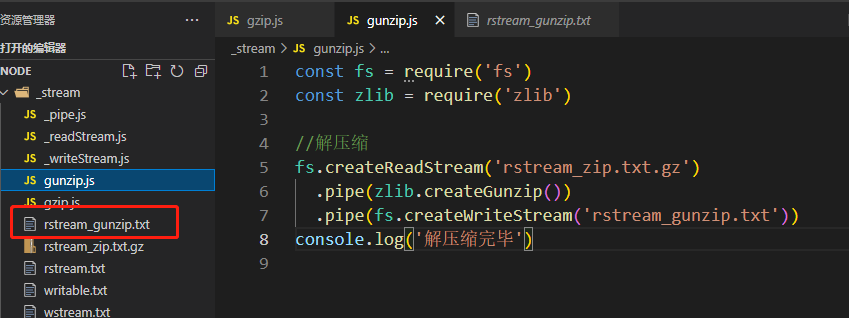 资源管理器
打开的编辑器
NODE
_stream
JS _pipe.js
JS _readStream.js
JS _writeStream.js
JS gunzip.js
JS gzip.js
rstream_gunzip.txt
rstream_zip.txt.gz
rstream.txt
writable.txt
wstream.txt
JS gzip.js
JS gunzip.js
rstream_gunzip.txt
_stream > JS gunzip.js > ...
1 const fs = require('fs')
2 const zlib = require('zlib')
3
4 //解压缩
5 fs.createReadStream('rstream_zip.txt.gz')
6 .pipe(zlib.createGunzip())
7 .pipe(fs.createWriteStream('rstream_gunzip.txt'))
8 console.log('解压缩完毕')
9